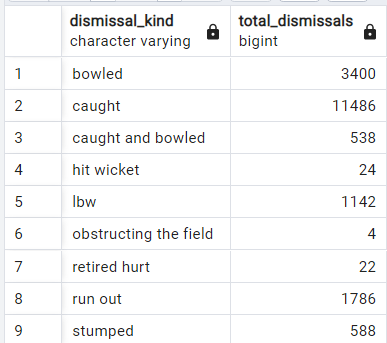 dismissal_kind total_dismissals
character varying bigint
1 bowled 3400
2 caught 11486
3 caught and bowled 538
4 hit wicket 24
5 lbw 1142
6 obstructing the field 4
7 retired hurt 22
8 run out 1786
9 stumped 588